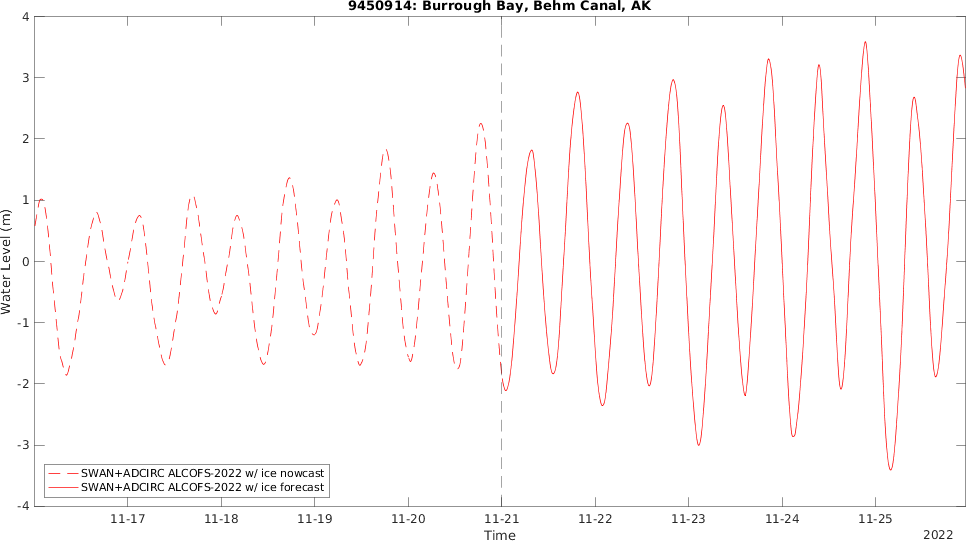 9450914: Burrough Bay, Behm Canal, AK
4
3
2
1
0
-1
-2
-3
-4
Water Level (m)
SWAN+ADCIRC ALCOFS-2022 w/ ice nowcast
SWAN+ADCIRC ALCOFS-2022 w/ ice forecast
11-17 11-18 11-19 11-20 11-21 11-22 11-23 11-24 11-25
Time
2022